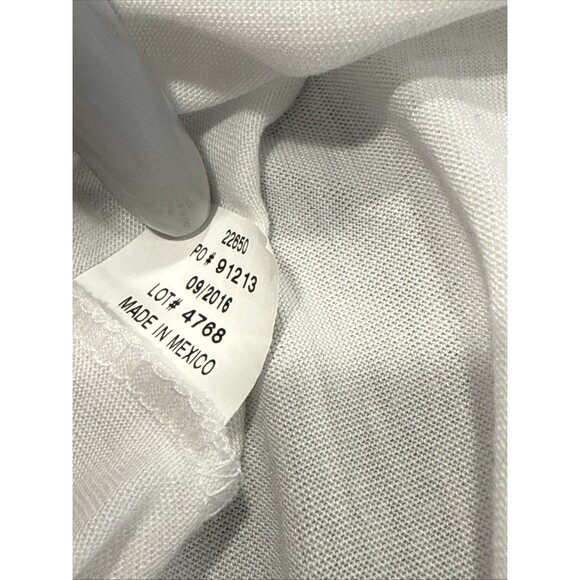 22650
PO# 91213
09/2016
LOT# 4768
MADE IN MEXICO